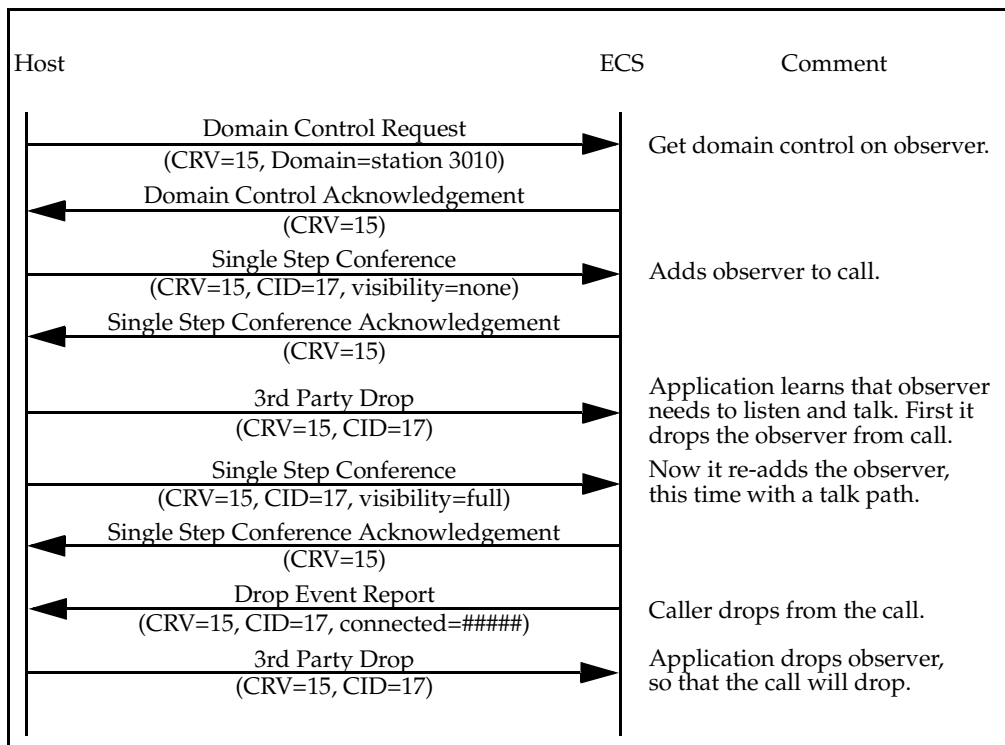 Host ECS Comment
Domain Control Request
(CRV=15, Domain=station 3010)
Get domain control on observer.
Domain Control Acknowledgement
(CRV=15)
Single Step Conference
(CRV=15, CID=17, visibility=none)
Adds observer to call.
Single Step Conference Acknowledgement
(CRV=15)
3rd Party Drop
(CRV=15, CID=17)
Application learns that observer
needs to listen and talk. First it
drops the observer from call.
Single Step Conference
(CRV=15, CID=17, visibility=full)
Now it re-adds the observer,
this time with a talk path.
Single Step Conference Acknowledgement
(CRV=15)
Drop Event Report
(CRV=15, CID=17, connected=#####)
Caller drops from the call.
3rd Party Drop
(CRV=15, CID=17)
Application drops observer,
so that the call will drop.